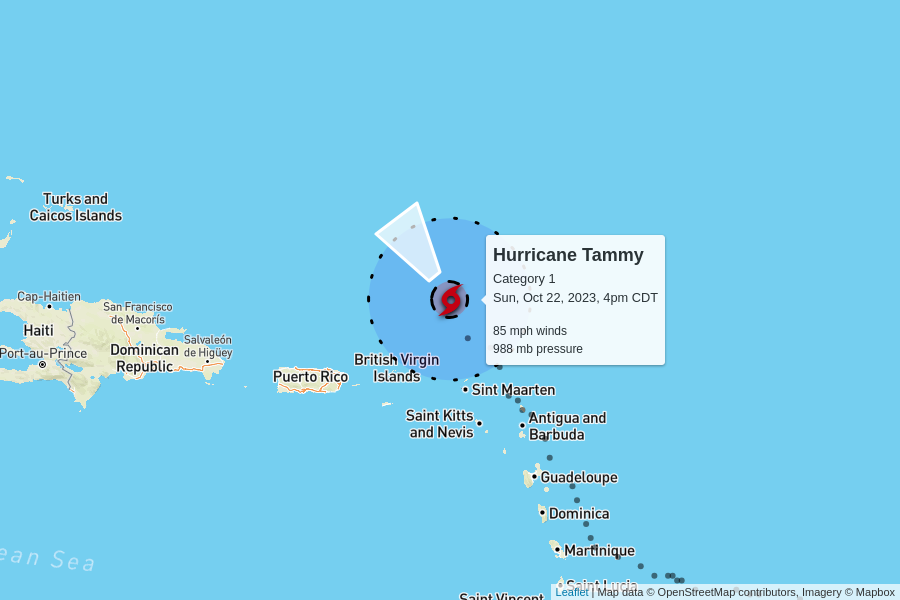 Turks and
Caicos Islands
Hurricane Tammy
Category 1
Sun, Oct 22, 2023, 4pm CDT
85 mph winds
988 mb pressure
Cap-Haitien
San Francisco
de Macorís
Haiti
Salvaleón
de Higüey
Port-au-Prince
Dominican
Republic
British Virgin
Islands
Puerto Rico
Sint Maarten
Saint Kitts
and Nevis
Antigua and
Barbuda
Guadeloupe
Dominica
Martinique
ean Sea
Saint Lucia
Saint Vincent
Leaflet | Map data © OpenStreetMap contributors, Imagery © Mapbox